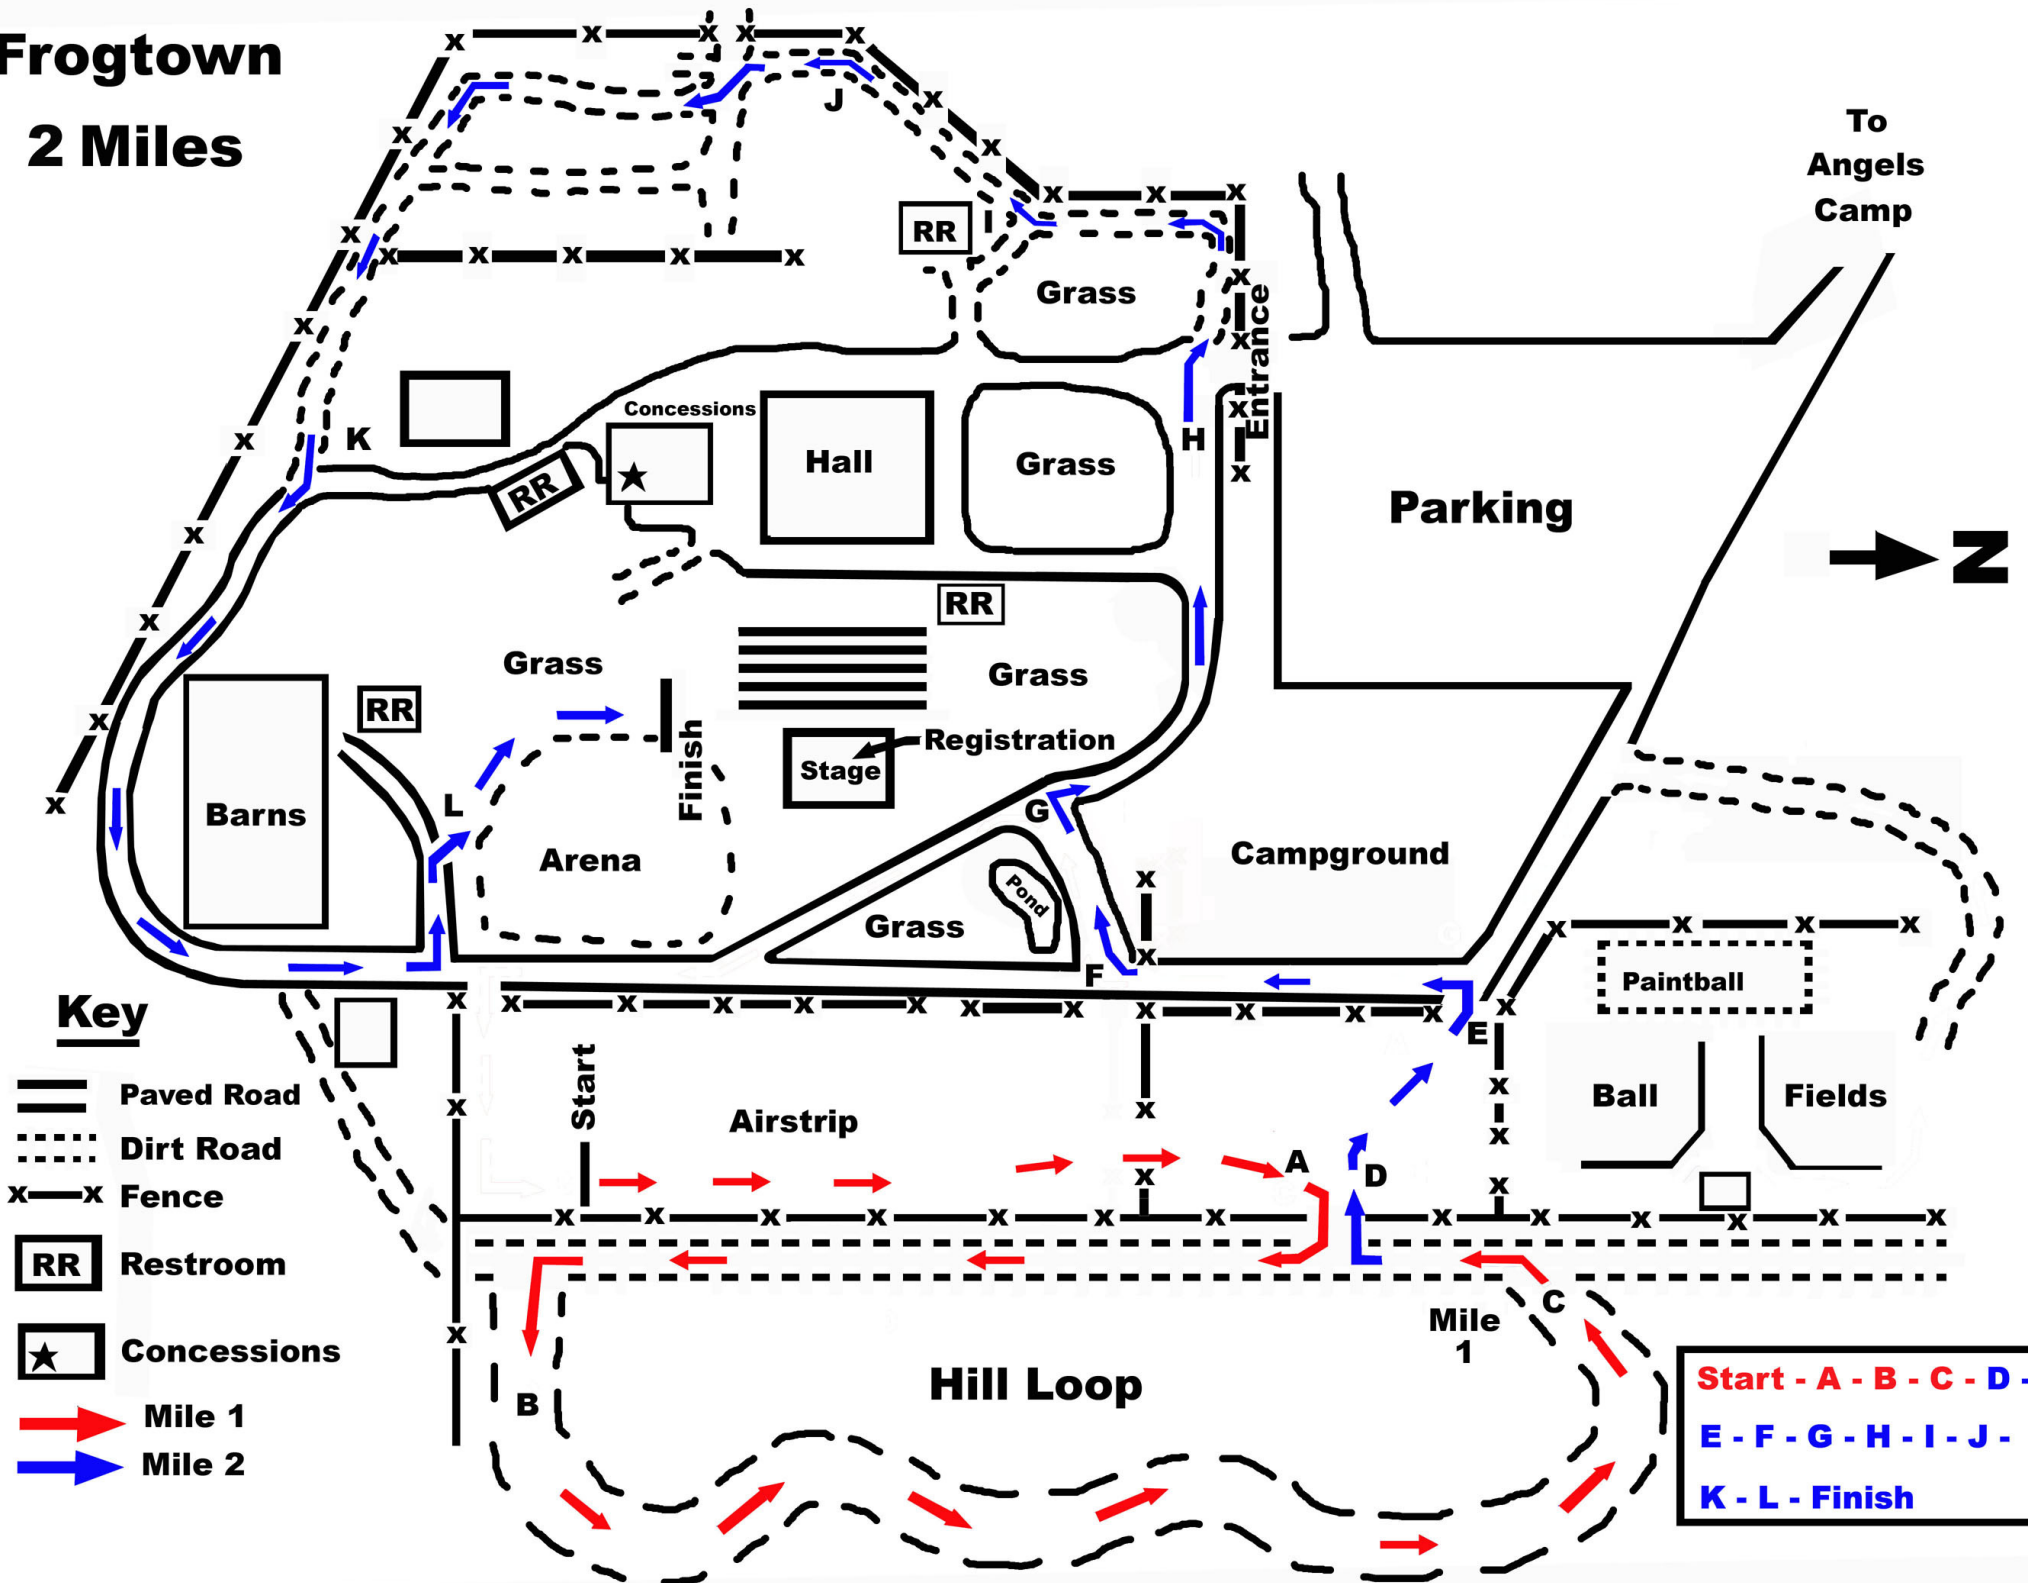 Frogtown
2 Miles
To
Angels
Camp
J
I
RR
Grass
Entrance
K
Concessions
Hall
Grass
H
RR
Parking
N
RR
Grass
Grass
RR
Finish
Registration
Stage
L
G
Barns
Arena
Campground
Pond
Grass
F
Paintball
E
Key
Start
Airstrip
Ball
Fields
Paved Road
Dirt Road
x x Fence
RR Restroom
Concessions
Mile 1
Mile 2
A
D
C
Mile
1
B
Hill Loop
Start - A - B - C - D -
E - F - G - H - I - J -
K - L - Finish